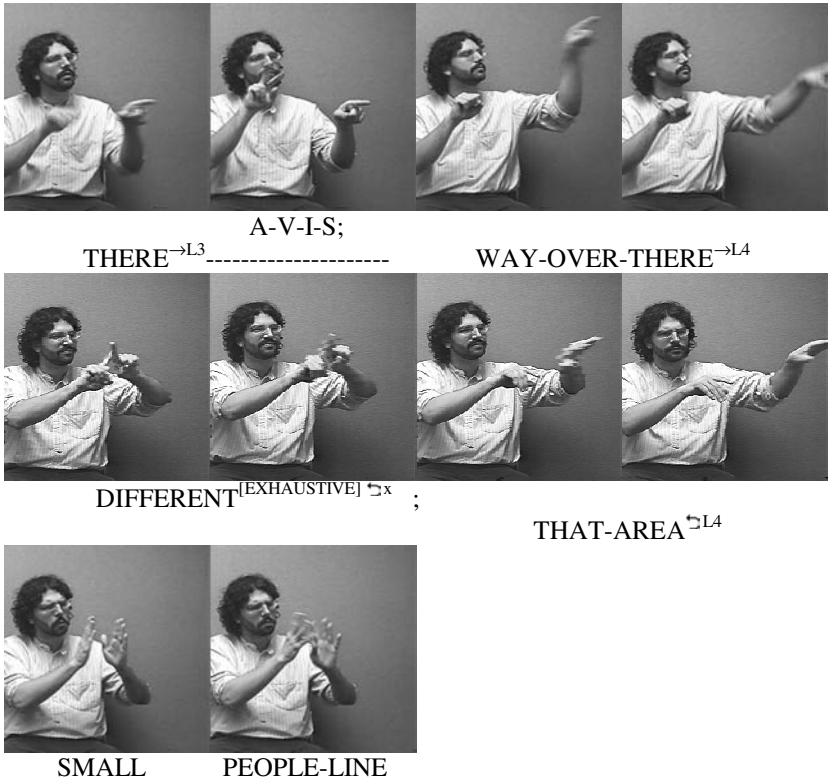 A-V-I-S;
THERE→L3--------------------- WAY-OVER-THERE→L4
DIFFERENT[EXHAUSTIVE] ⮌x ;
THAT-AREA⮌L4
SMALL PEOPLE-LINE